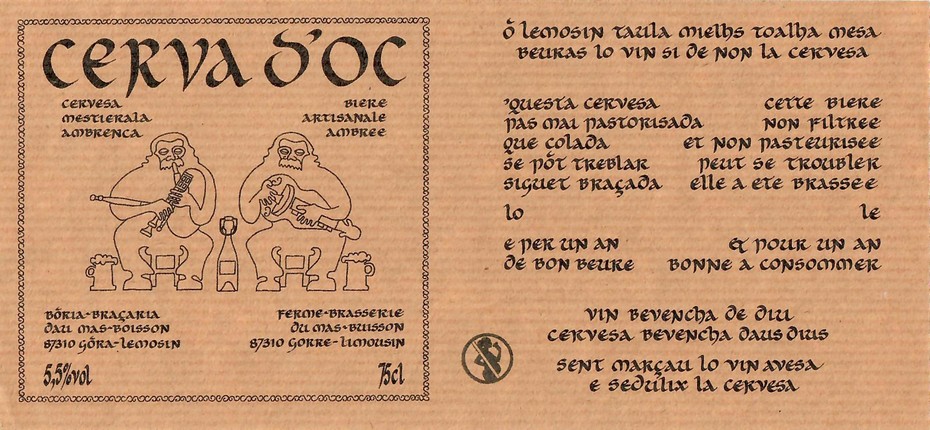 CERVA D'OC
CERVESA
MESTIERALA
AMBRENCA
BIERE
ARTISANALE
AMBREE
BÒRIA-BRAÇARIA
DAU MAS-BOISSON
87310 GÒRA-LEMOSIN
FERME-BRASSERIE
DU MAS-BUISSON
87310 GORRE-LIMOUSIN
5,5%vol
75cl
Ò LEMOSIN TAULA MIELHS TOALHA MESA
BEURAS LO VIN SI DE NON LA CERVESA
'QUESTA CERVESA
PAS MAI PASTORISADA
QUE COLADA
SE PÒT TREBLAR
SIGUET BRAÇADA
LO
E PER UN AN
DE BON BEURE
CETTE BIERE
NON FILTREE
ET NON PASTEURISEE
PEUT SE TROUBLER
ELLE A ETE BRASSEE
LE
ET POUR UN AN
BONNE A CONSOMMER
VIN BEVENCHA DE DIU
CERVESA BEVENCHA DAUS DIUS
SENT MARÇAU LO VIN AVESA
E SEDULIX LA CERVESA